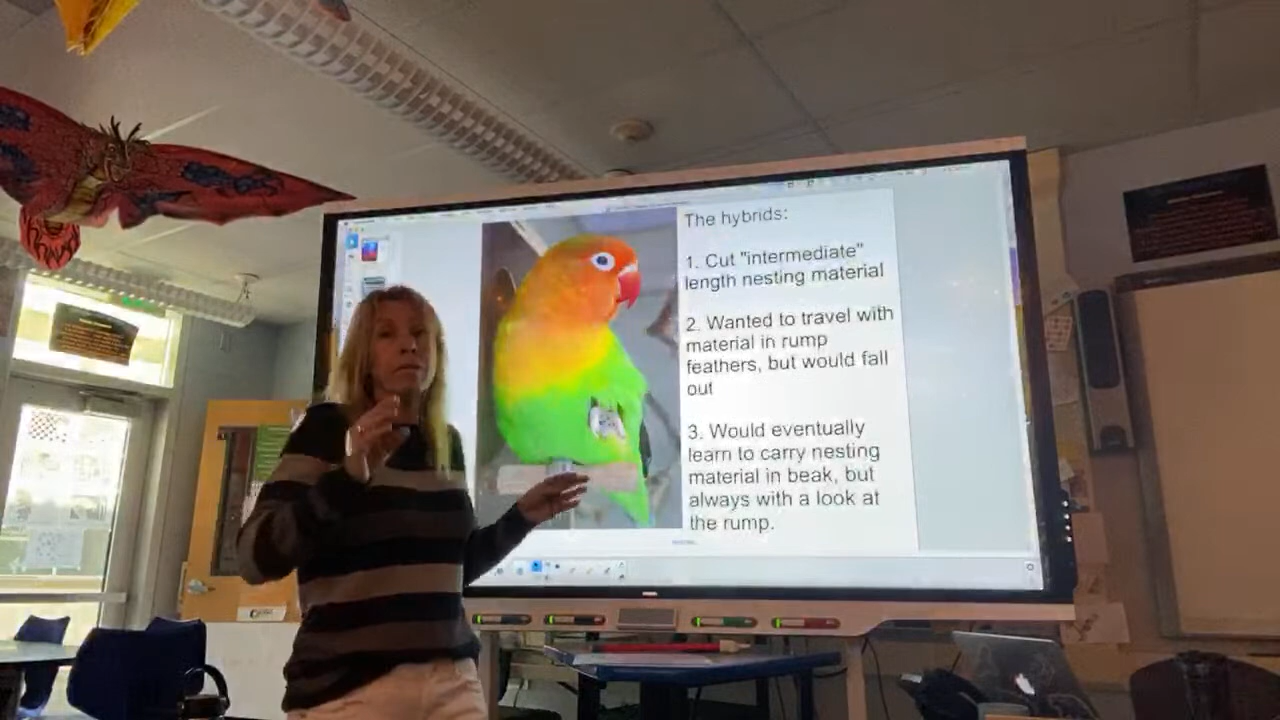 The hybrids:
1. Cut "intermediate"
length nesting material
2. Wanted to travel with
material in rump
feathers, but would fall
out
3. Would eventually
learn to carry nesting
material in beak, but
always with a look at
the rump.